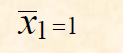 x̅₁ = 1